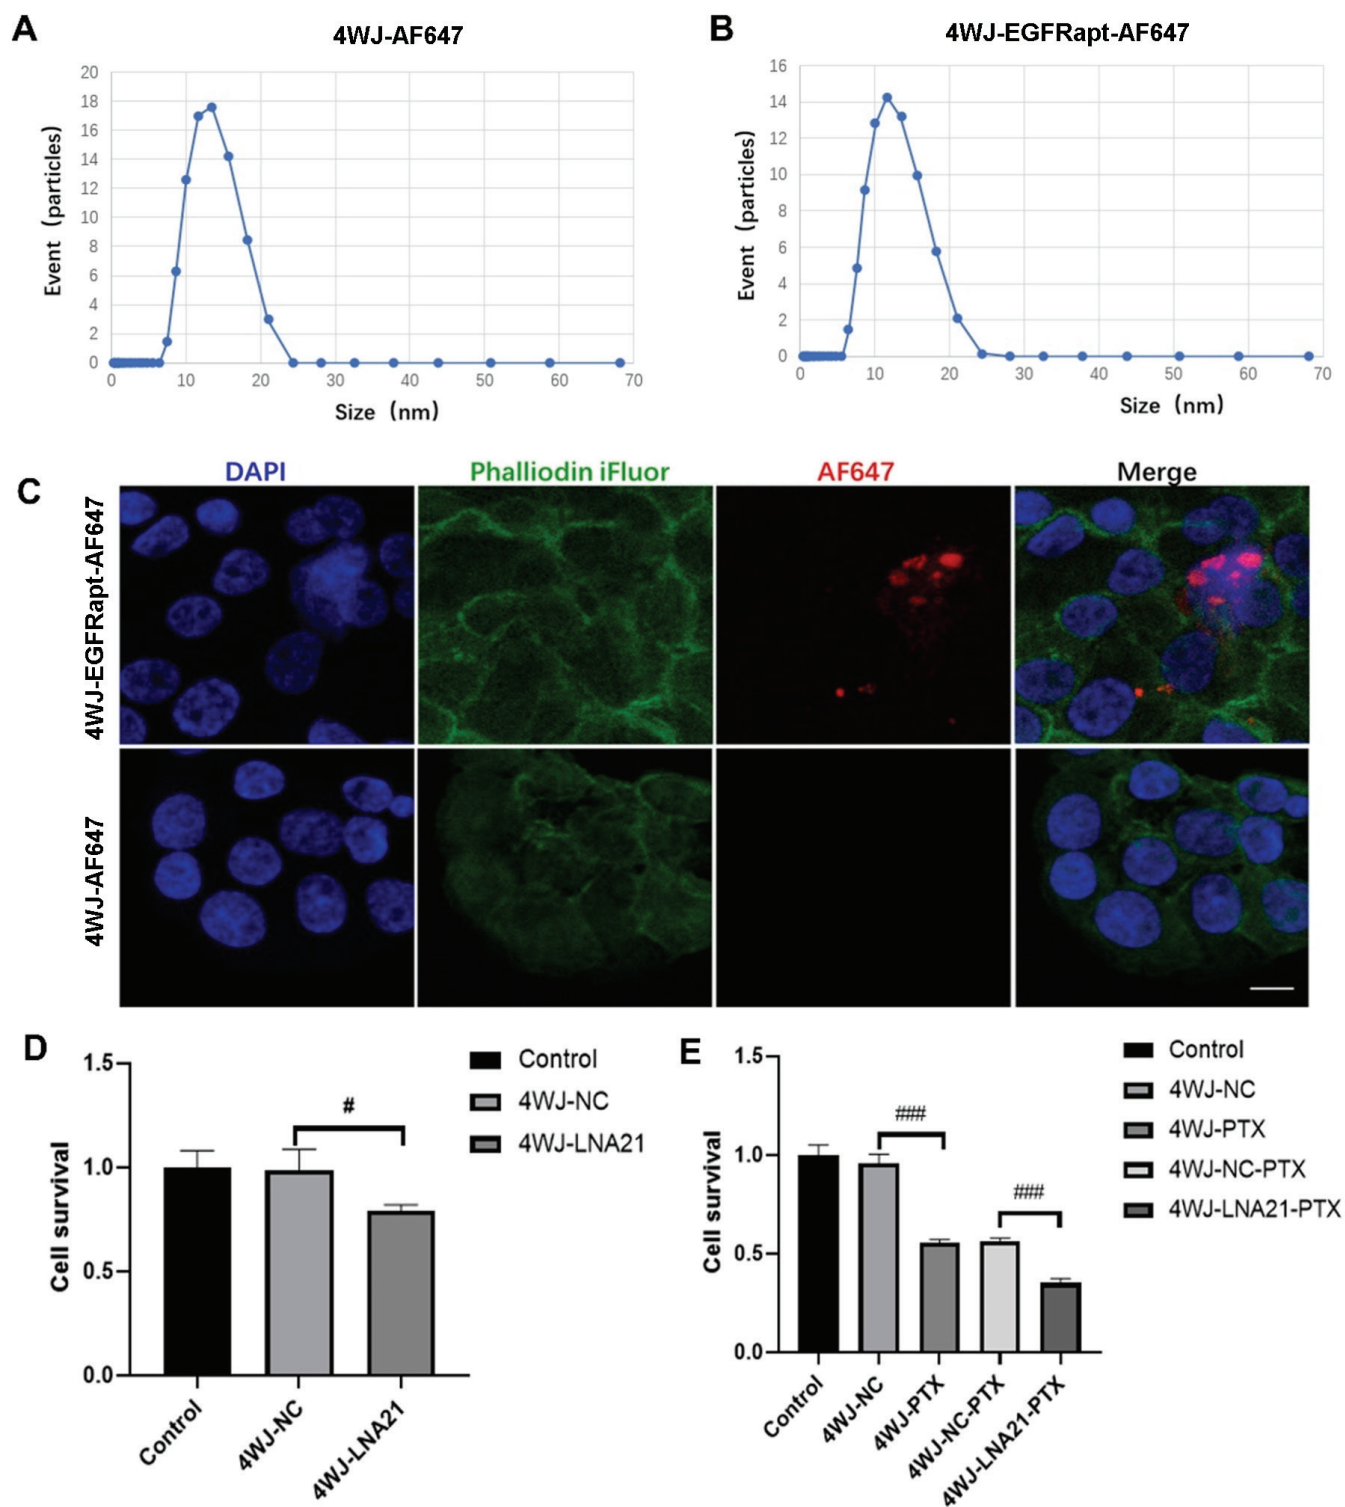 A
4WJ-AF647
Event (particles)
20
18
16
14
12
10
8
6
4
2
0
0 10 20 30 40 50 60 70
Size (nm)
B
4WJ-EGFRapt-AF647
Event (particles)
16
14
12
10
8
6
4
2
0
0 10 20 30 40 50 60 70
Size (nm)
C
DAPI Phalliodin iFluor AF647 Merge
4WJ-EGFRapt-AF647
4WJ-AF647
D
Cell survival
1.5
1.0
0.5
0.0
#
Control
4WJ-NC
4WJ-LNA21
Control
4WJ-NC
4WJ-LNA21
E
Cell survival
1.5
1.0
0.5
0.0
###
###
Control
4WJ-NC
4WJ-PTX
4WJ-NC-PTX
4WJ-LNA21-PTX
Control
4WJ-NC
4WJ-PTX
4WJ-NC-PTX
4WJ-LNA21-PTX